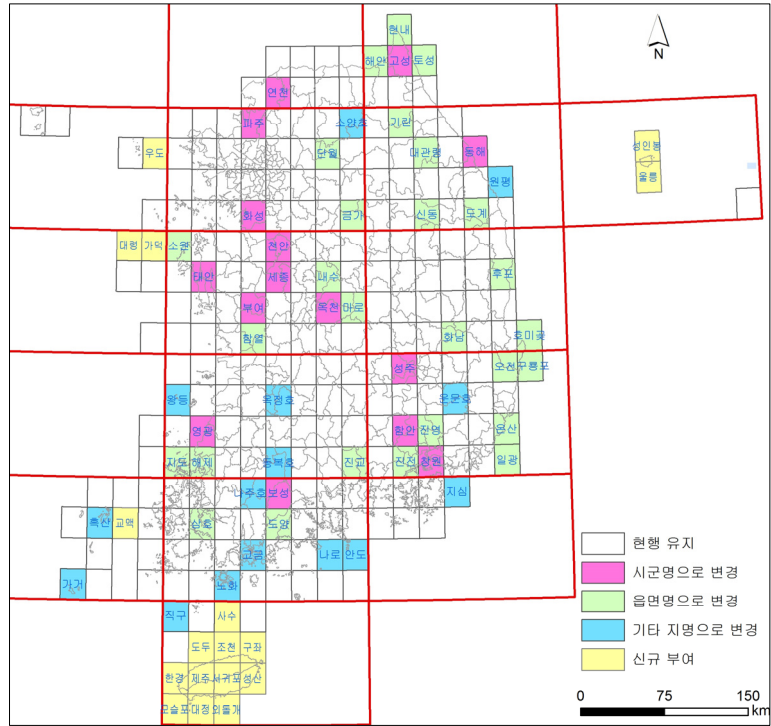 현내
해안 고성 토성
연천
파주 소양호 기린
우도 단월 대관령 동해
성인봉
울릉
원평
화성 금가 신동 도계
대령 가덕 소원 천안
태안 세종 내수 후포
부여 옥천 마로
함열 화남 호미곶
성주 오천 구룡포
왕등 옥정호 운문호
영광 함안 진영 온산
지도 해제 동복호 진교 진전 창원 일광
나주호 보성 지심
흑산 교맥 삼호 도양
고금 나로 안도
가거 노화
직구 사수
도두 조천 구좌
한경 제주 서귀포 성산
모슬포 대정 외돌개
N
현행 유지
시군명으로 변경
읍면명으로 변경
기타 지명으로 변경
신규 부여
0 75 150
km